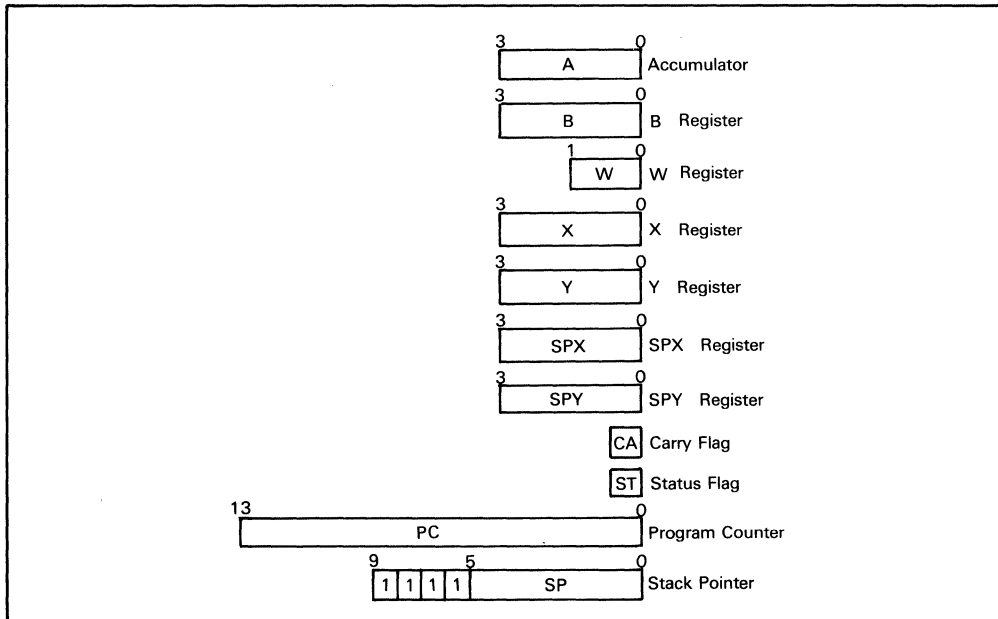 3 0
A Accumulator
3 0
B B Register
1 0
W W Register
3 0
X X Register
3 0
Y Y Register
3 0
SPX SPX Register
3 0
SPY SPY Register
CA Carry Flag
ST Status Flag
13 0
PC Program Counter
9 5 0
1 1 1 1 SP Stack Pointer